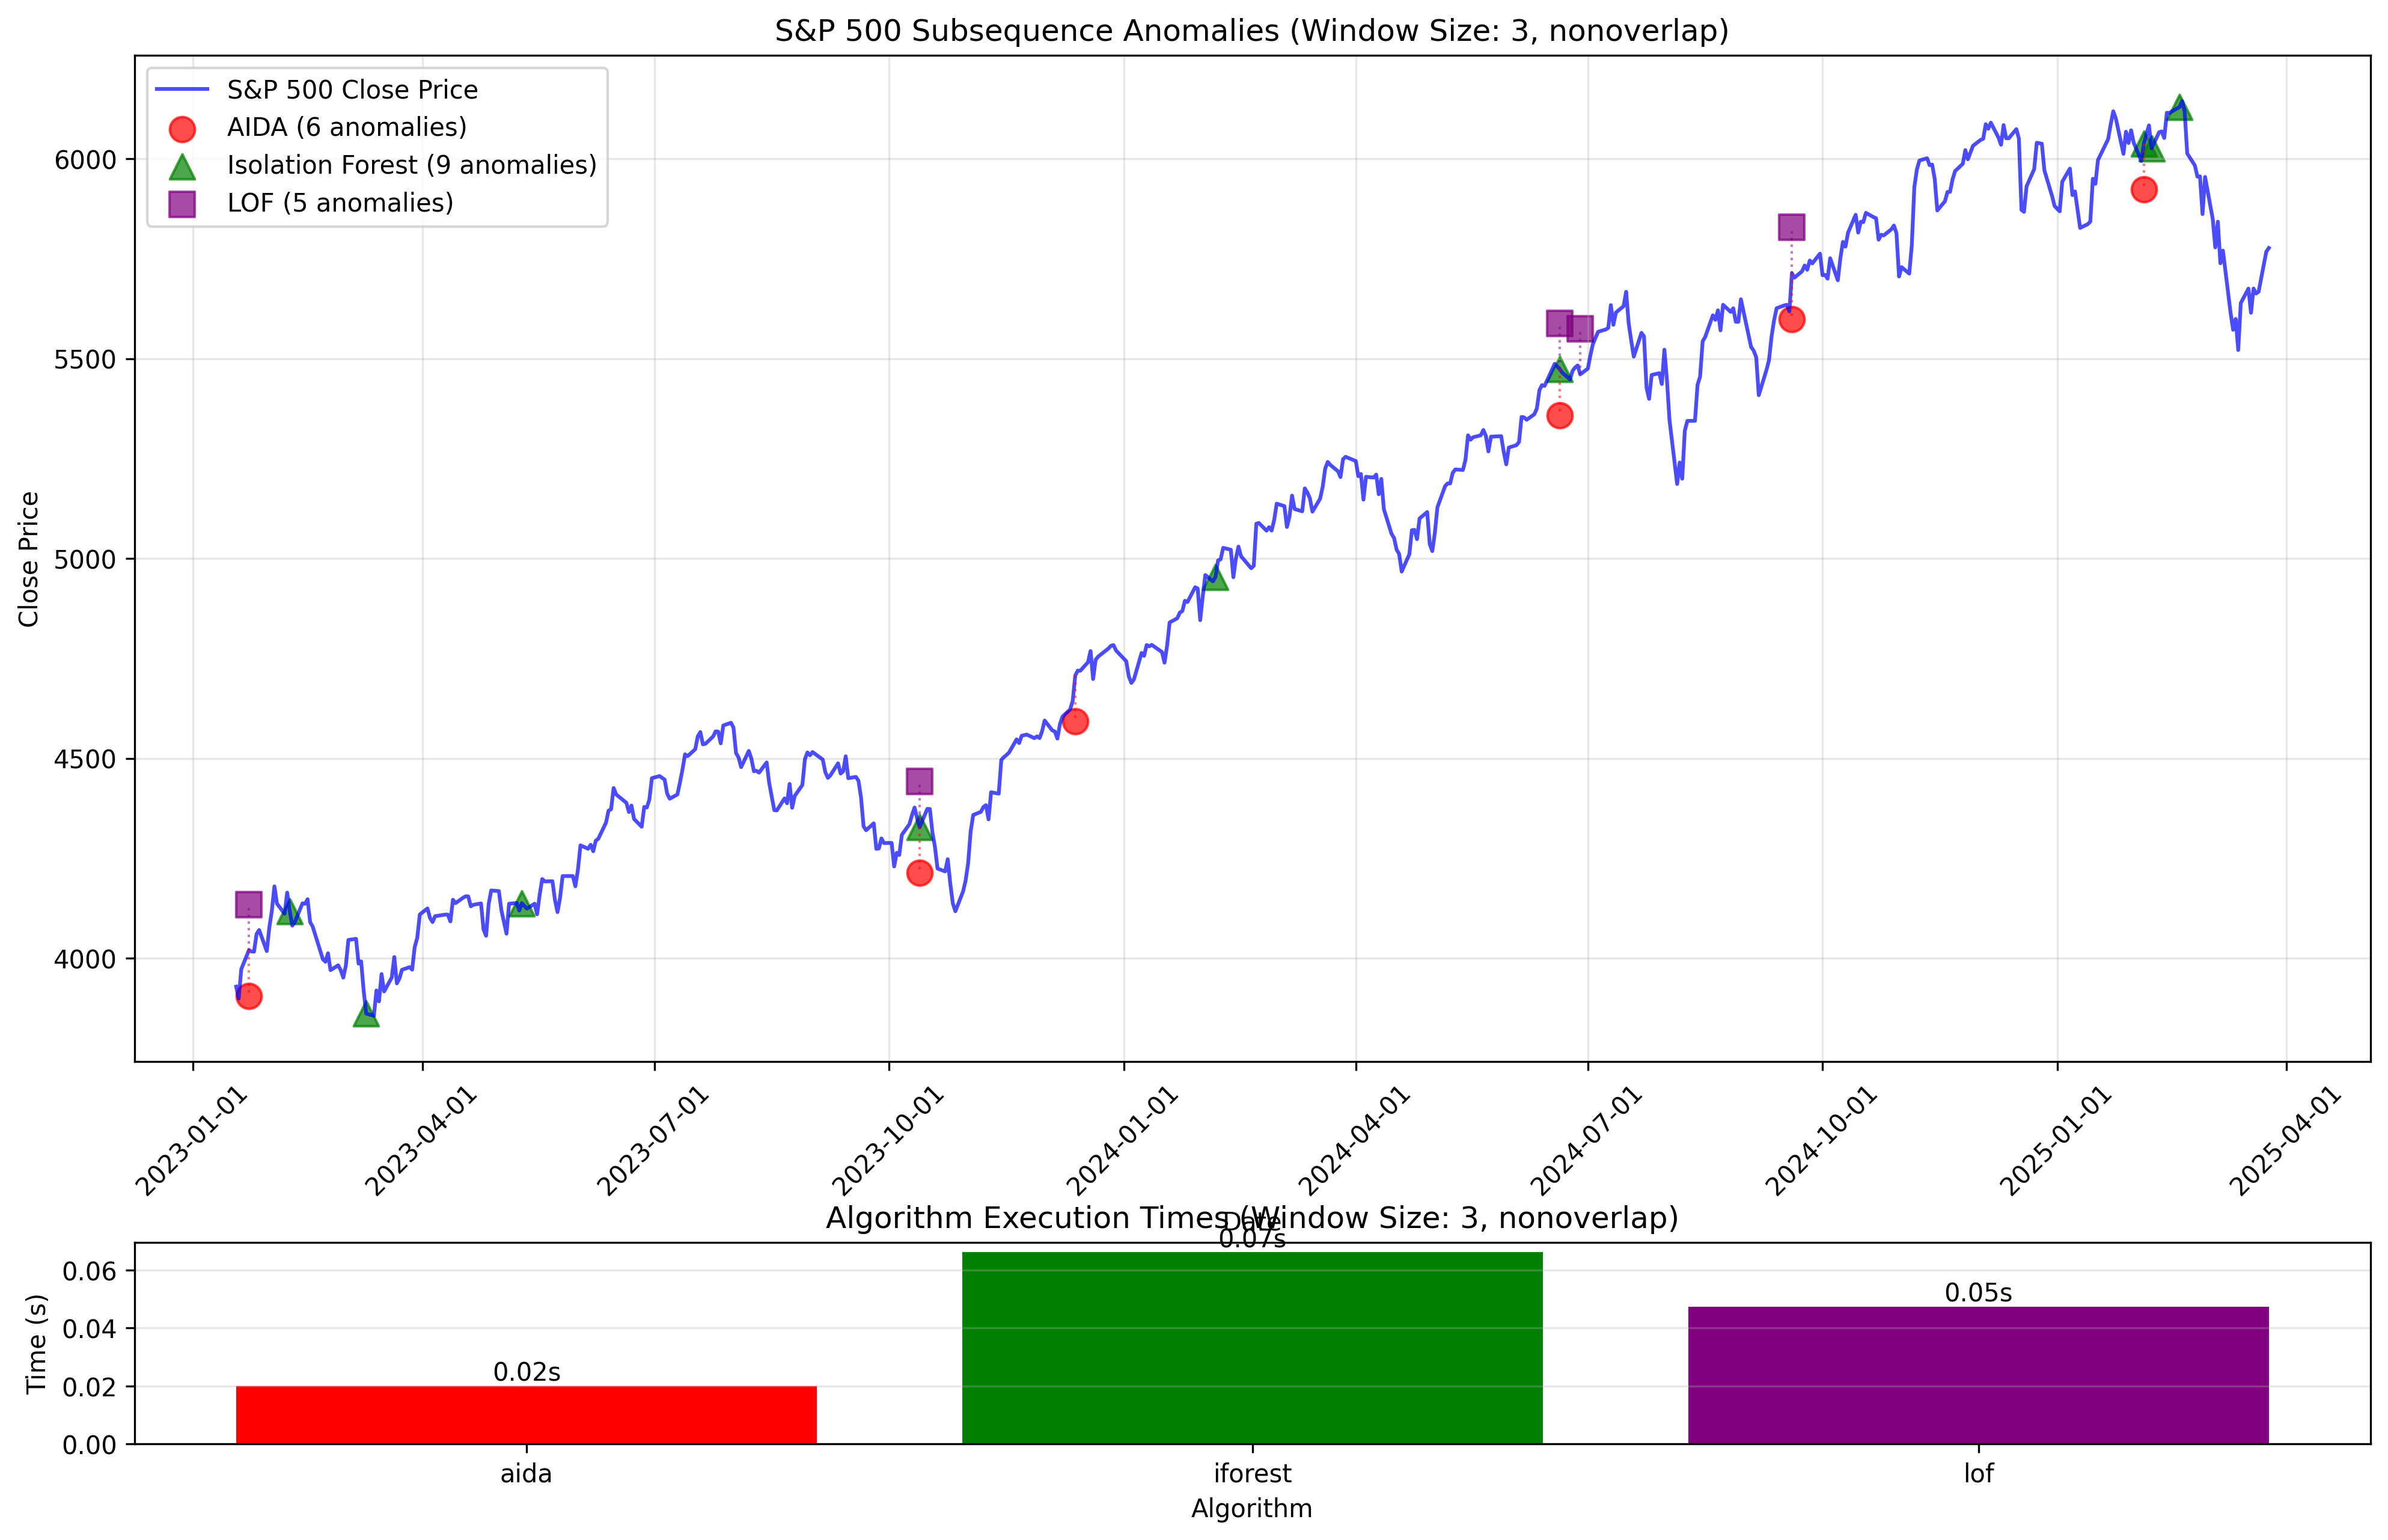 S&P 500 Subsequence Anomalies (Window Size: 3, nonoverlap)
S&P 500 Close Price
AIDA (6 anomalies)
Isolation Forest (9 anomalies)
LOF (5 anomalies)
Close Price
6000
5500
5000
4500
4000
2023-01-01
2023-04-01
2023-07-01
2023-10-01
2024-01-01
2024-04-01
2024-07-01
2024-10-01
2025-01-01
2025-04-01
Date
Algorithm Execution Times (Window Size: 3, nonoverlap)
Time (s)
0.06
0.04
0.02
0.00
0.02s
0.07s
0.05s
aida
iforest
lof
Algorithm